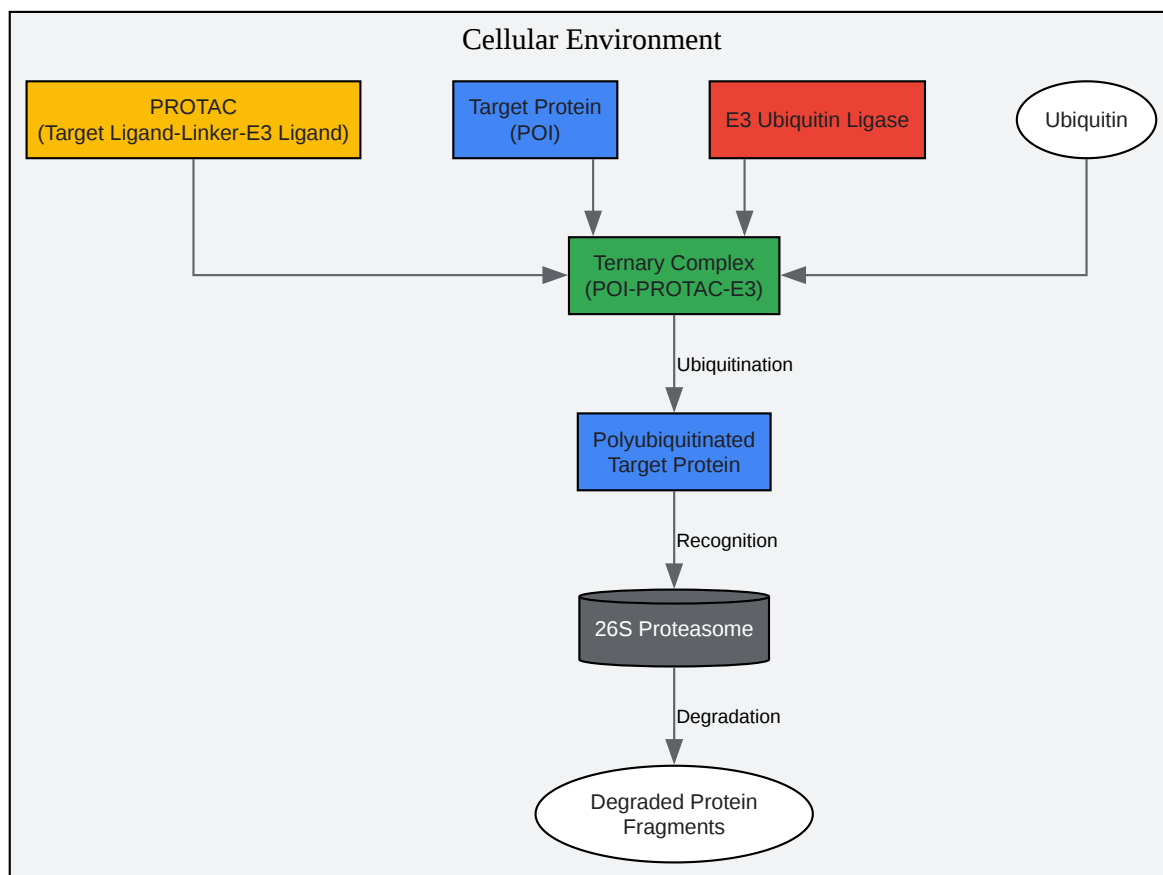 Cellular Environment
PROTAC
(Target Ligand-Linker-E3 Ligand)
Target Protein
(POI)
E3 Ubiquitin Ligase
Ubiquitin
Ternary Complex
(POI-PROTAC-E3)
Ubiquitination
Polyubiquitinated
Target Protein
Recognition
26S Proteasome
Degradation
Degraded Protein
Fragments